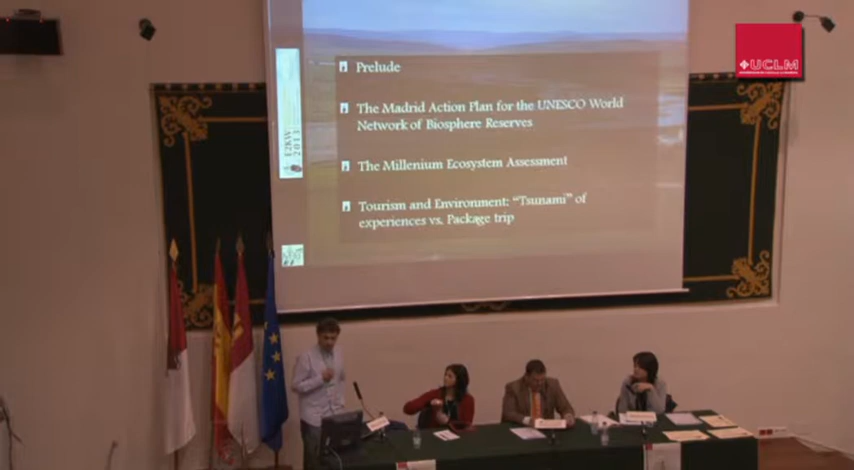 UCLM
Prelude
The Madrid Action Plan for the UNESCO World
Network of Biosphere Reserves
The Millenium Ecosystem Assessment
Tourism and Environment: “Tsunami” of
experiences vs. Package trip